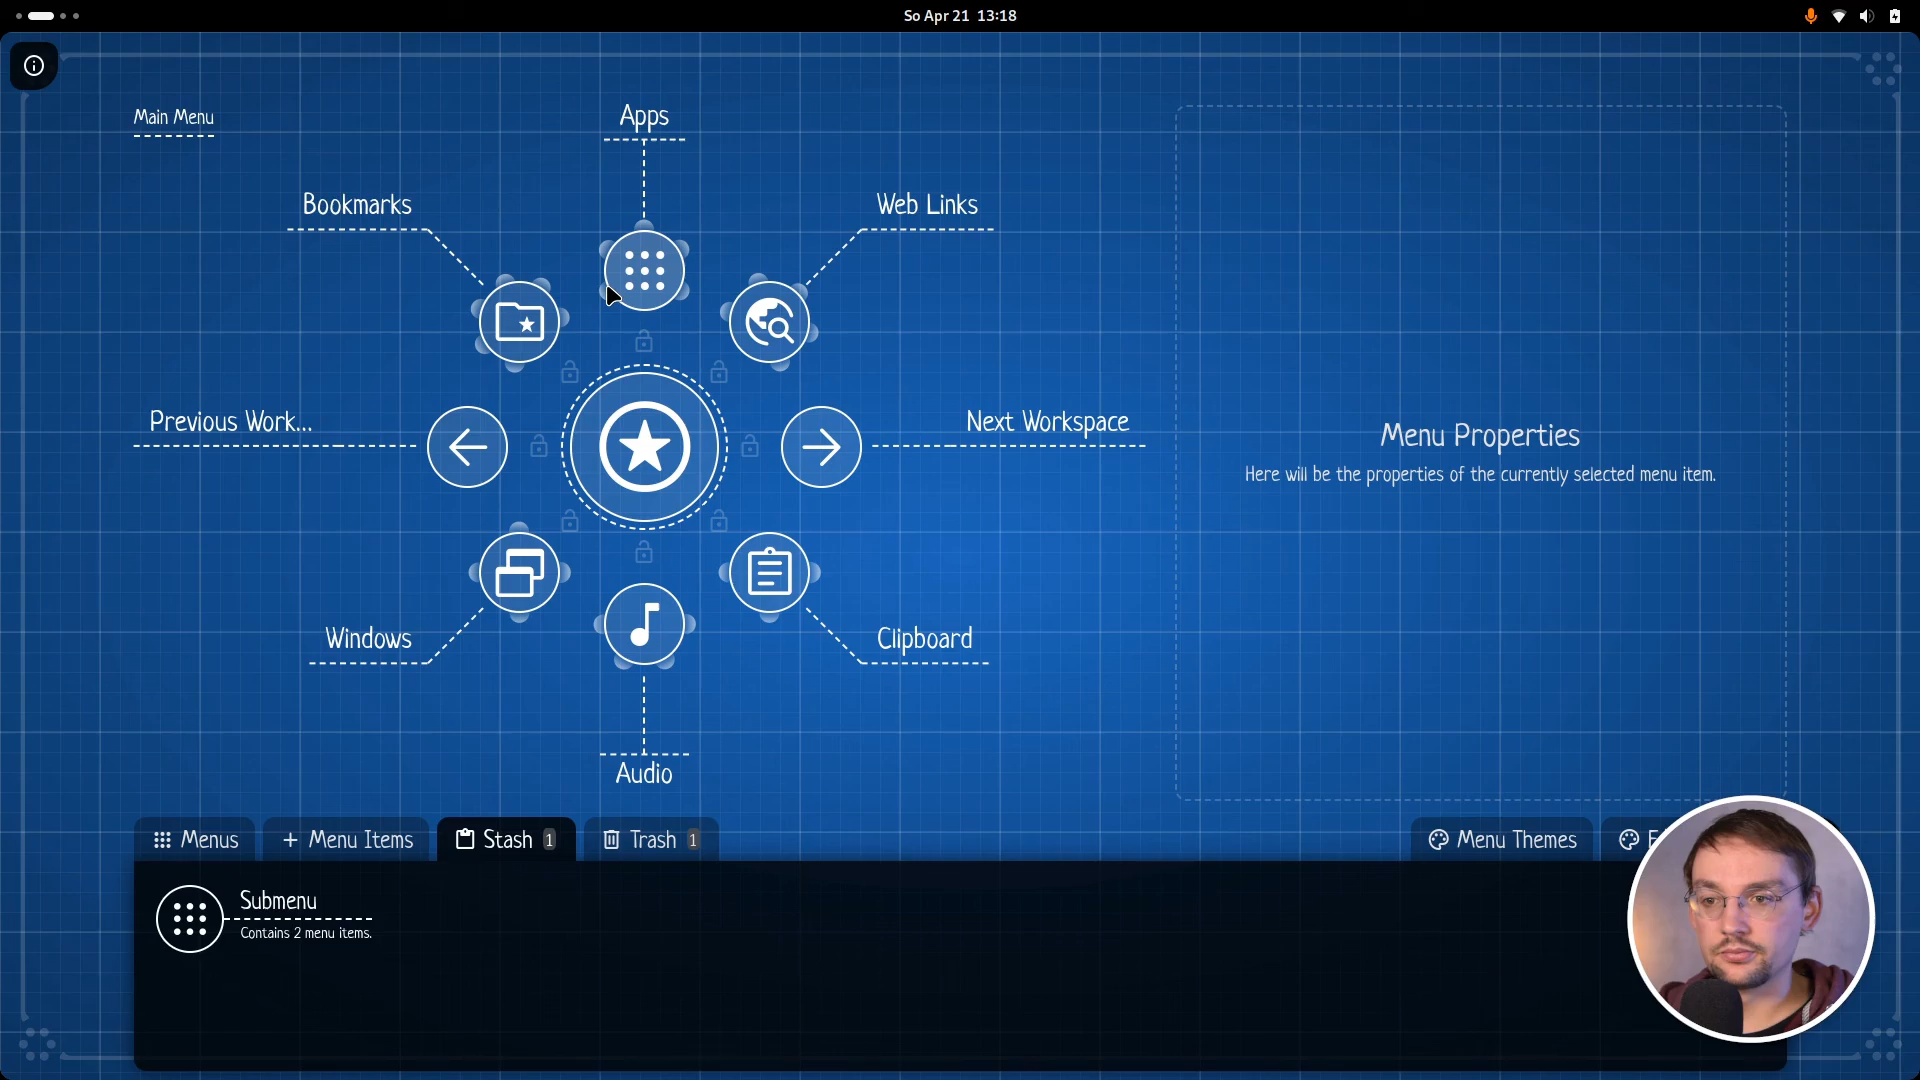 So Apr 21 13:18
Main Menu
Apps
Bookmarks
Web Links
Previous Work...
Next Workspace
Menu Properties
Here will be the properties of the currently selected menu item.
Windows
Clipboard
Audio
Menus
Menu Items
Stash 1
Trash 1
Menu Themes
Submenu
Contains 2 menu items.